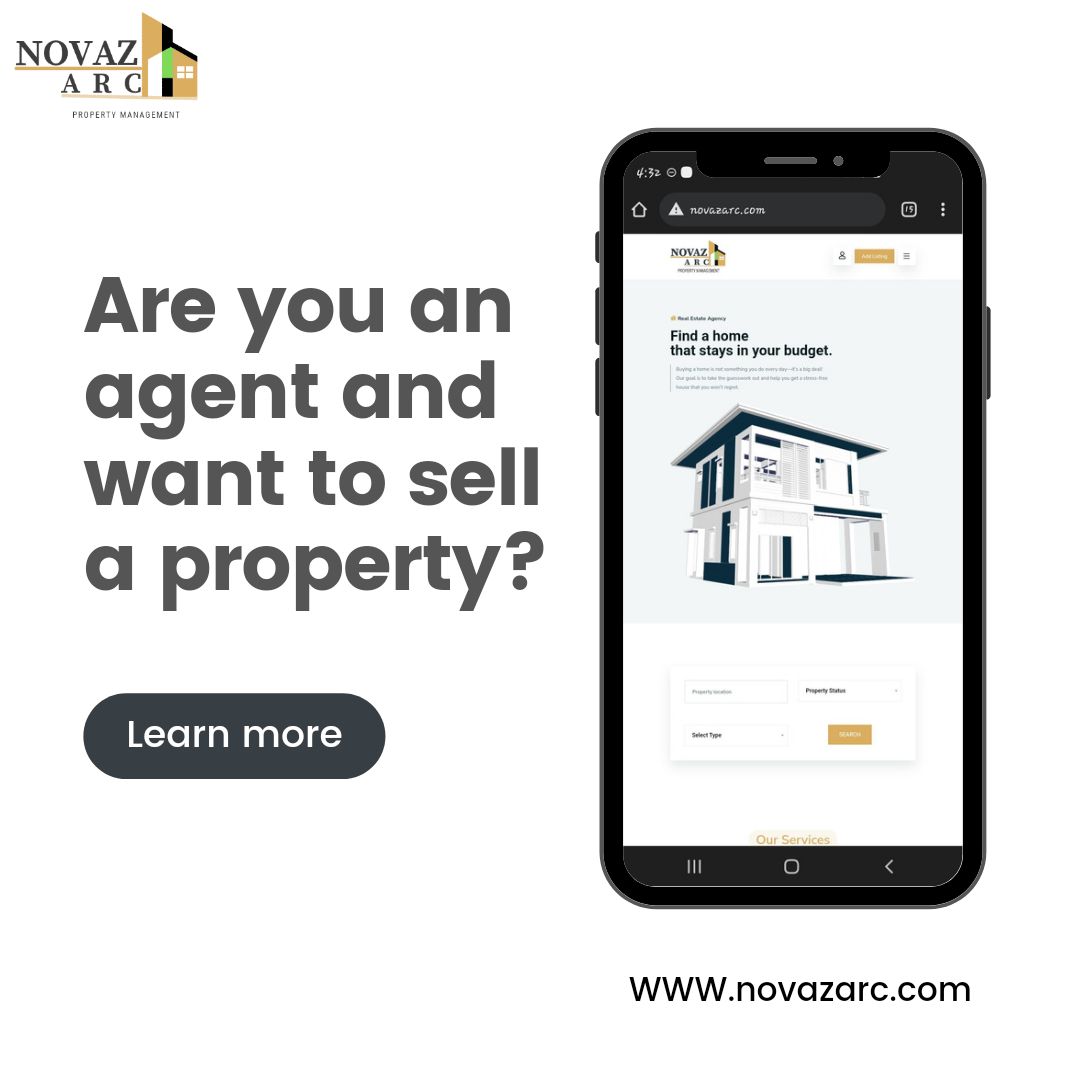 NOVAZ
ARC
PROPERTY MANAGEMENT
Are you an
agent and
want to sell
a property?
Learn more
4:32
novazarc.com
15
NOVAZ
ARC
PROPERTY MANAGEMENT
Add Listing
Real Estate Agency
Find a home
that stays in your budget.
Buying a home is not something you do every day—it's a big deal!
Our goal is to take the guesswork out and help you get a stress-free
house that you won't regret.
Property location
Property Status
Select Type
SEARCH
Our Services
WWW.novazarc.com